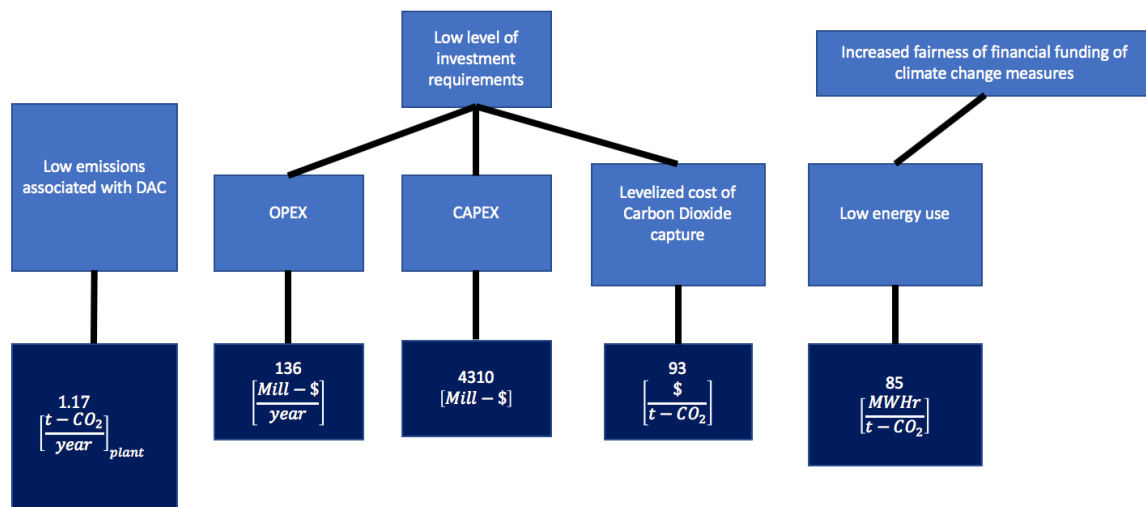 Low level of
investment
requirements
Increased fairness of financial funding of
climate change measures
Low emissions
associated with DAC
OPEX
CAPEX
Levelized cost of
Carbon Dioxide
capture
Low energy use
1.17
[t − CO₂ / year]plant
136
[Mill − $ / year]
4310
[Mill − $]
93
[$ / t − CO₂]
85
[MWHr / t − CO₂]